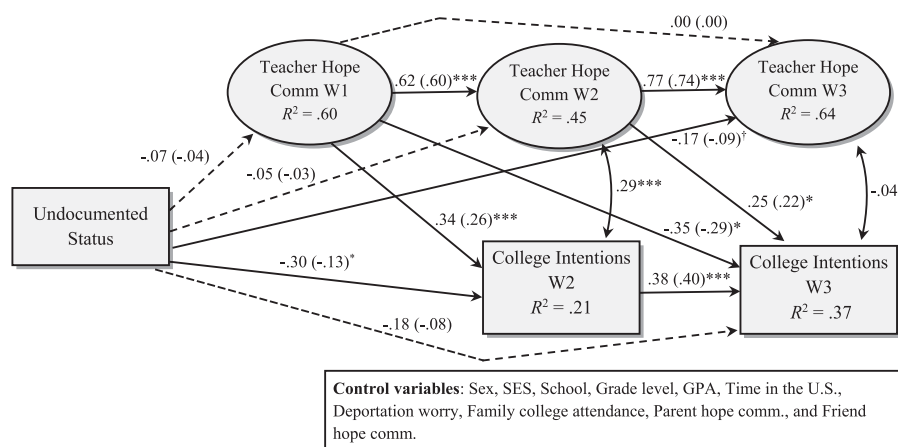 .00 (.00)
Teacher Hope
Comm W1
R² = .60
.62 (.60)***
Teacher Hope
Comm W2
R² = .45
.77 (.74)***
Teacher Hope
Comm W3
R² = .64
-.07 (-.04)
-.05 (-.03)
-.17 (-.09)†
Undocumented
Status
.29***
-.04
.34 (.26)***
-.35 (-.29)*
.25 (.22)*
-.30 (-.13)*
College Intentions
W2
R² = .21
.38 (.40)***
College Intentions
W3
R² = .37
-.18 (-.08)
Control variables: Sex, SES, School, Grade level, GPA, Time in the U.S.,
Deportation worry, Family college attendance, Parent hope comm., and Friend
hope comm.